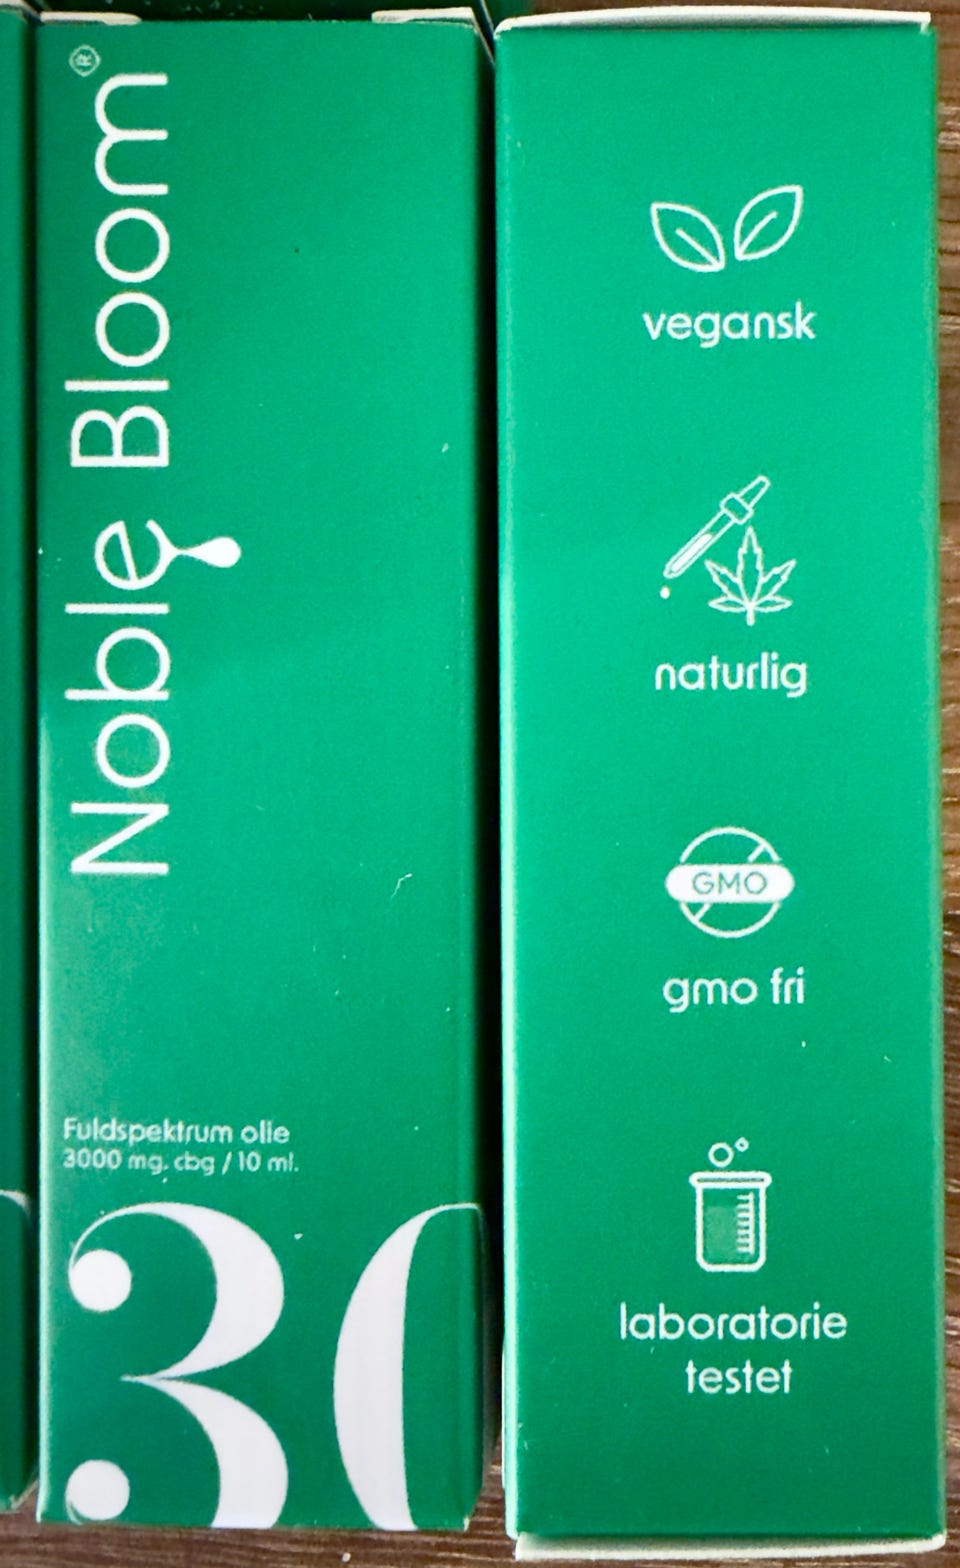 Noble Bloom®
Fuldspektrum olie
3000 mg. cbg / 10 ml.
30
vegansk
naturlig
GMO
gmo fri
laboratorie
testet